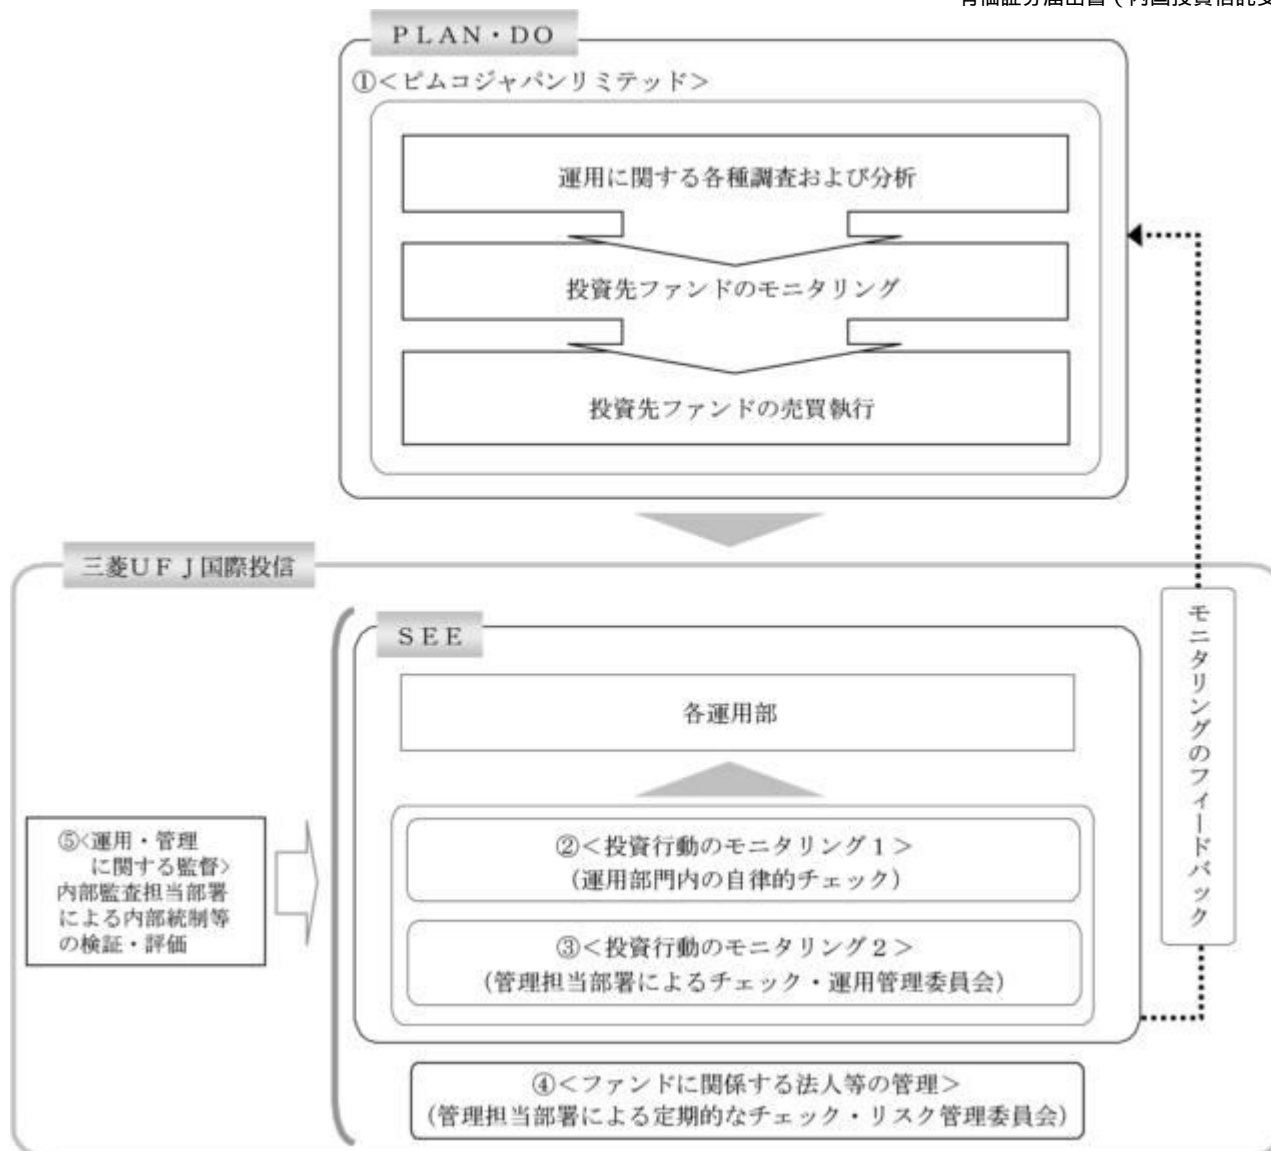 ＰＬＡＮ・ＤＯ
①＜ピムコジャパンリミテッド＞
運用に関する各種調査および分析
投資先ファンドのモニタリング
投資先ファンドの売買執行
三菱ＵＦＪ国際投信
ＳＥＥ
各運用部
②＜投資行動のモニタリング１＞
（運用部門内の自律的チェック）
③＜投資行動のモニタリング２＞
（管理担当部署によるチェック・運用管理委員会）
④＜ファンドに関係する法人等の管理＞
（管理担当部署による定期的なチェック・リスク管理委員会）
⑤<運用・管理
に関する監督>
内部監査担当部署
による内部統制等
の検証・評価
モニタリングのフィードバック